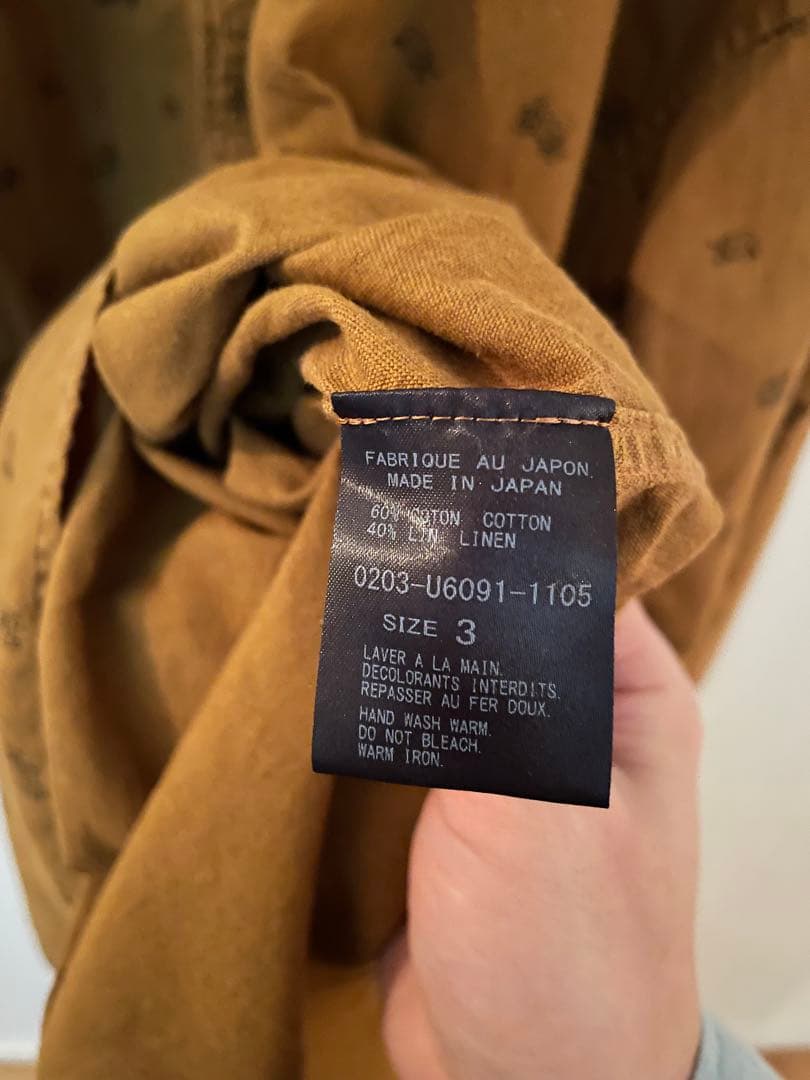 FABRIQUE AU JAPON.
MADE IN JAPAN
60% COTON COTTON
40% LIN LINEN
0203-U6091-1105
SIZE 3
LAVER A LA MAIN.
DECOLORANTS INTERDITS.
REPASSER AU FER DOUX.
HAND WASH WARM.
DO NOT BLEACH.
WARM IRON.